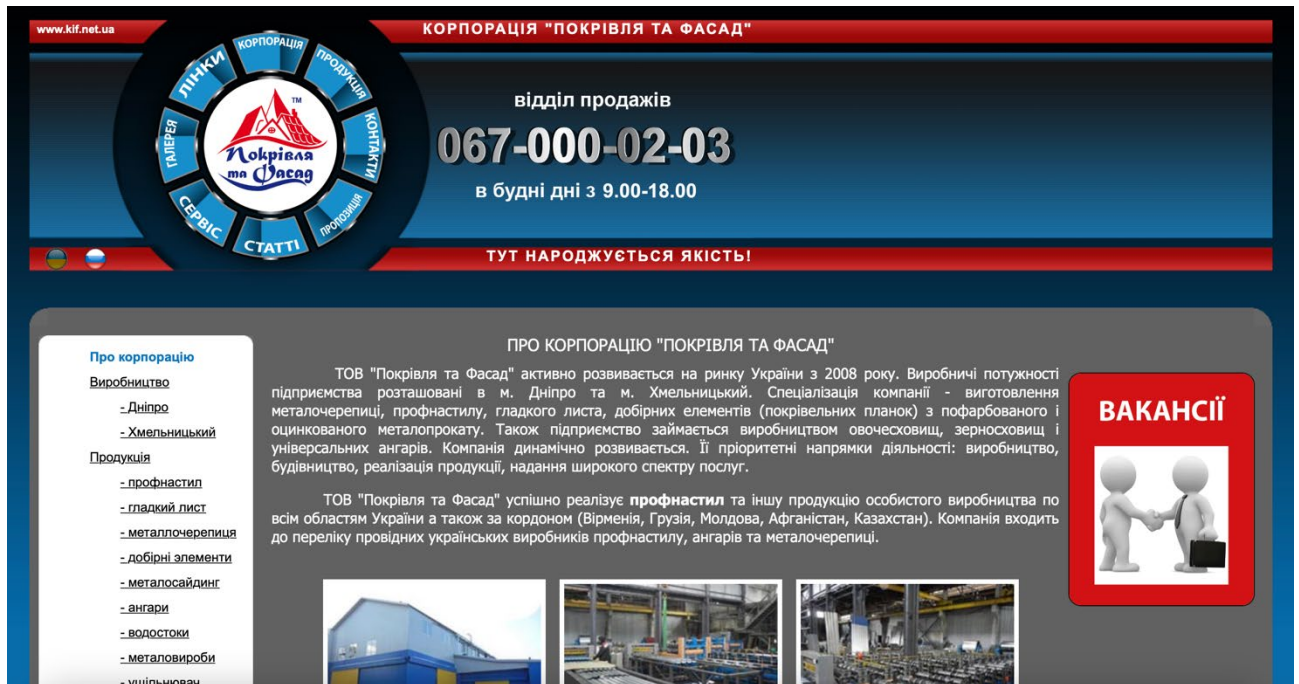 www.kif.net.ua
КОРПОРАЦІЯ "ПОКРІВЛЯ ТА ФАСАД"
ЛІНКИ
КОРПОРАЦІЯ
ПРОДУКЦІЯ
КОНТАКТИ
ПРОПОЗИЦІЯ
СТАТТІ
СЕРВІС
ГАЛЕРЕЯ
TM
Покрівля
та Фасад
відділ продажів
067-000-02-03
в будні дні з 9.00-18.00
ТУТ НАРОДЖУЄТЬСЯ ЯКІСТЬ!
Про корпорацію
Виробництво
- Дніпро
- Хмельницький
Продукція
- профнастил
- гладкий лист
- металлочерепиця
- добірні элементи
- металосайдинг
- ангари
- водостоки
- металовироби
- ущільнювач
ПРО КОРПОРАЦІЮ "ПОКРІВЛЯ ТА ФАСАД"
ТОВ "Покрівля та Фасад" активно розвивається на ринку України з 2008 року. Виробничі потужності
підприємства розташовані в м. Дніпро та м. Хмельницький. Спеціалізація компанії - виготовлення
металочерепиці, профнастилу, гладкого листа, добірних елементів (покрівельних планок) з пофарбованого і
оцинкованого металопрокату. Також підприємство займається виробництвом овочесховищ, зерносховищ і
універсальних ангарів. Компанія динамічно розвивається. Її пріоритетні напрямки діяльності: виробництво,
будівництво, реалізація продукції, надання широкого спектру послуг.
ТОВ "Покрівля та Фасад" успішно реалізує профнастил та іншу продукцію особистого виробництва по
всім областям України а також за кордоном (Вірменія, Грузія, Молдова, Афганістан, Казахстан). Компанія входить
до переліку провідних українських виробників профнастилу, ангарів та металочерепиці.
ВАКАНСІЇ